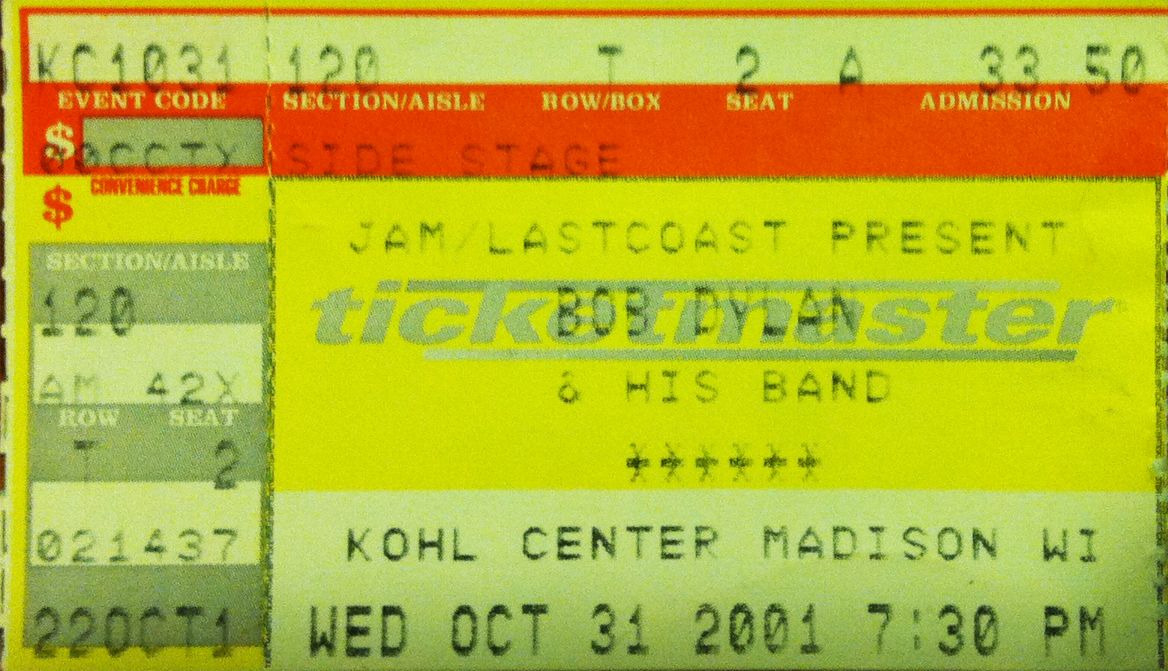 KC1031 120 T 2 A 33 50
EVENT CODE SECTION/AISLE ROW/BOX SEAT ADMISSION
$ SIDE STAGE
CONVENIENCE CHARGE
$
SECTION/AISLE
120
AM 42X
ROW SEAT
T 2
021437
22OCT1
JAM/LASTCOAST PRESENT
ticketmaster
BOB DYLAN
& HIS BAND
******
KOHL CENTER MADISON WI
WED OCT 31 2001 7:30 PM